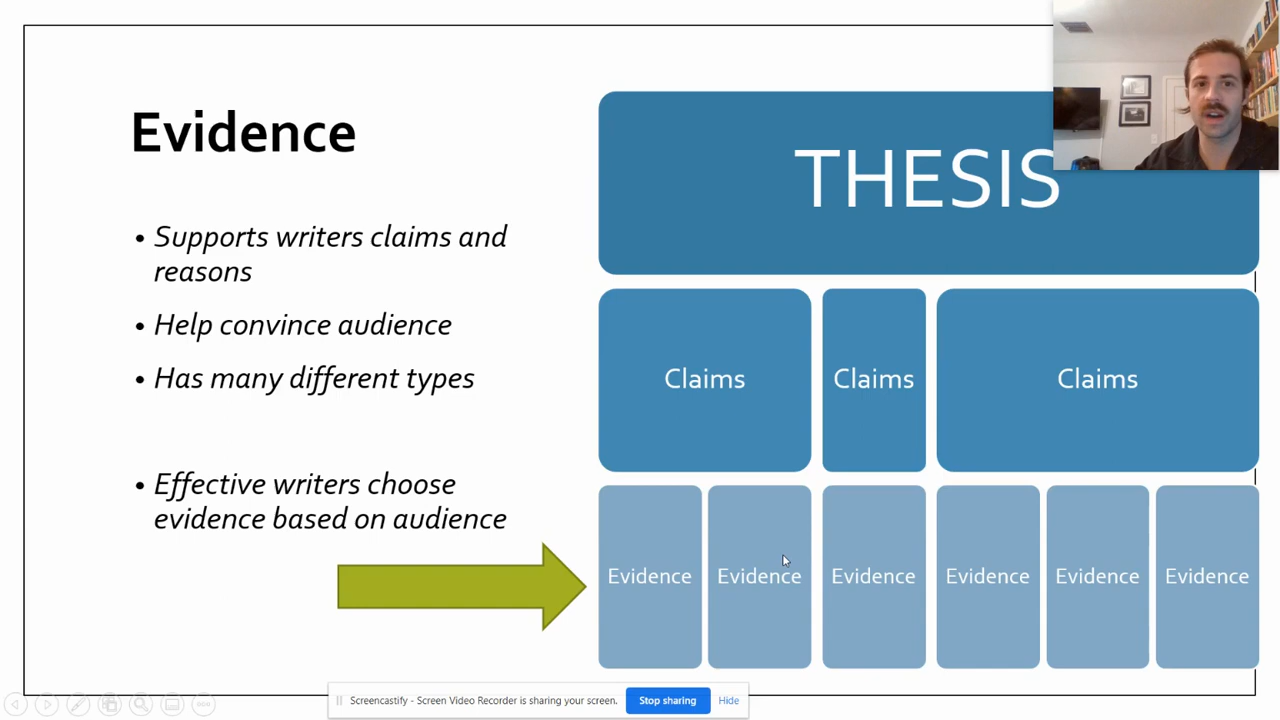 Evidence
• Supports writers claims and
reasons
• Help convince audience
• Has many different types
• Effective writers choose
evidence based on audience
THESIS
Claims Claims Claims
Evidence Evidence Evidence Evidence Evidence Evidence
Screencastify - Screen Video Recorder is sharing your screen. Stop sharing Hide